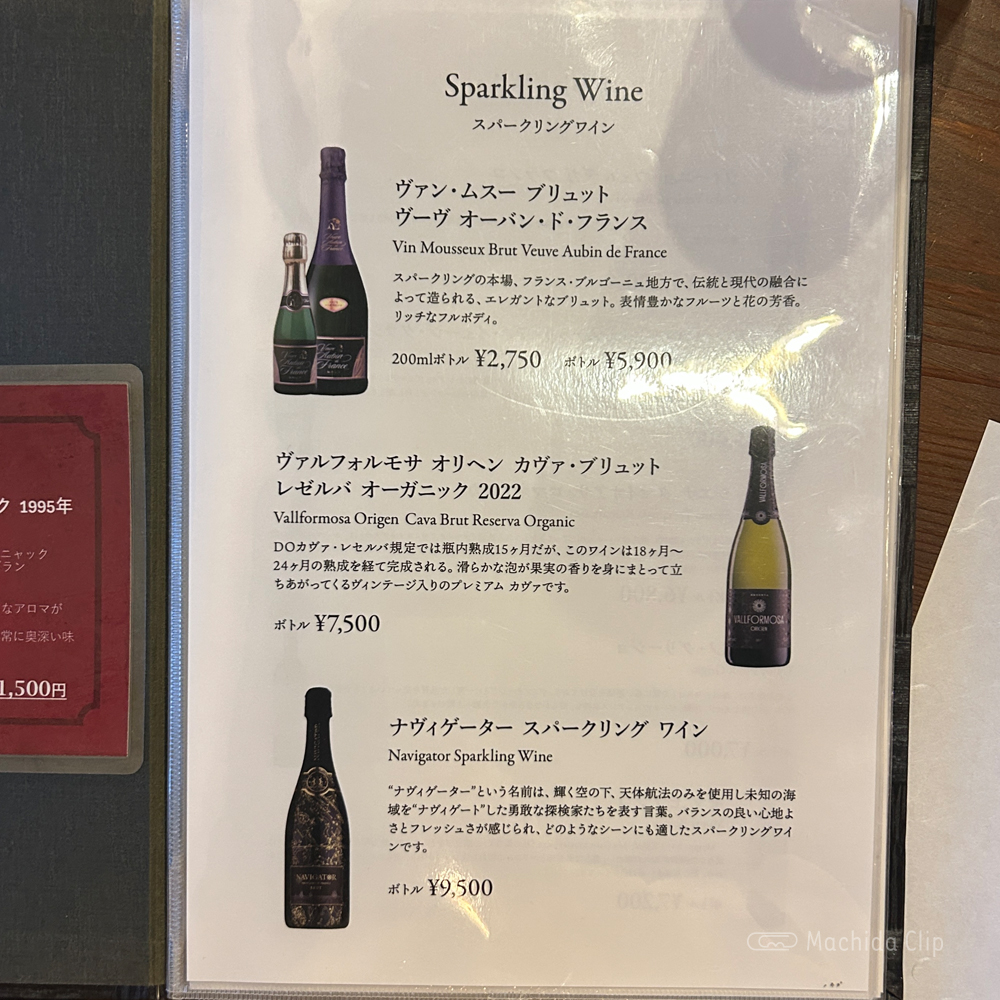 Sparkling Wine
スパークリングワイン
ヴァン・ムスー ブリュット
ヴーヴ オーバン・ド・フランス
Vin Mousseux Brut Veuve Aubin de France
スパークリングの本場、フランス・ブルゴーニュ地方で、伝統と現代の融合に
よって造られる、エレガントなブリュット。表情豊かなフルーツと花の芳香。
リッチなフルボディ。
200mlボトル ¥2,750 ボトル ¥5,900
ヴァルフォルモサ オリヘン カヴァ・ブリュット
レゼルバ オーガニック 2022
Vallformosa Origen Cava Brut Reserva Organic
DOカヴァ・レセルバ規定では瓶内熟成15ヶ月だが、このワインは18ヶ月〜
24ヶ月の熟成を経て完成される。滑らかな泡が果実の香りを身にまとって立
ちあがってくるヴィンテージ入りのプレミアム カヴァです。
ボトル ¥7,500
VALLFORMOSA
VALLFORMOSA
ORIGEN
ナヴィゲーター スパークリング ワイン
Navigator Sparkling Wine
“ナヴィゲーター”という名前は、輝く空の下、天体航法のみを使用し未知の海
域を“ナヴィゲート”した勇敢な探検家たちを表す言葉。バランスの良い心地よ
さとフレッシュさが感じられ、どのようなシーンにも適したスパークリングワイ
ンです。
ボトル ¥9,500
NAVIGATOR
ク 1995年
ニャック
ブラン
なアロマが
常に奥深い味
1,500円
Machida Clip